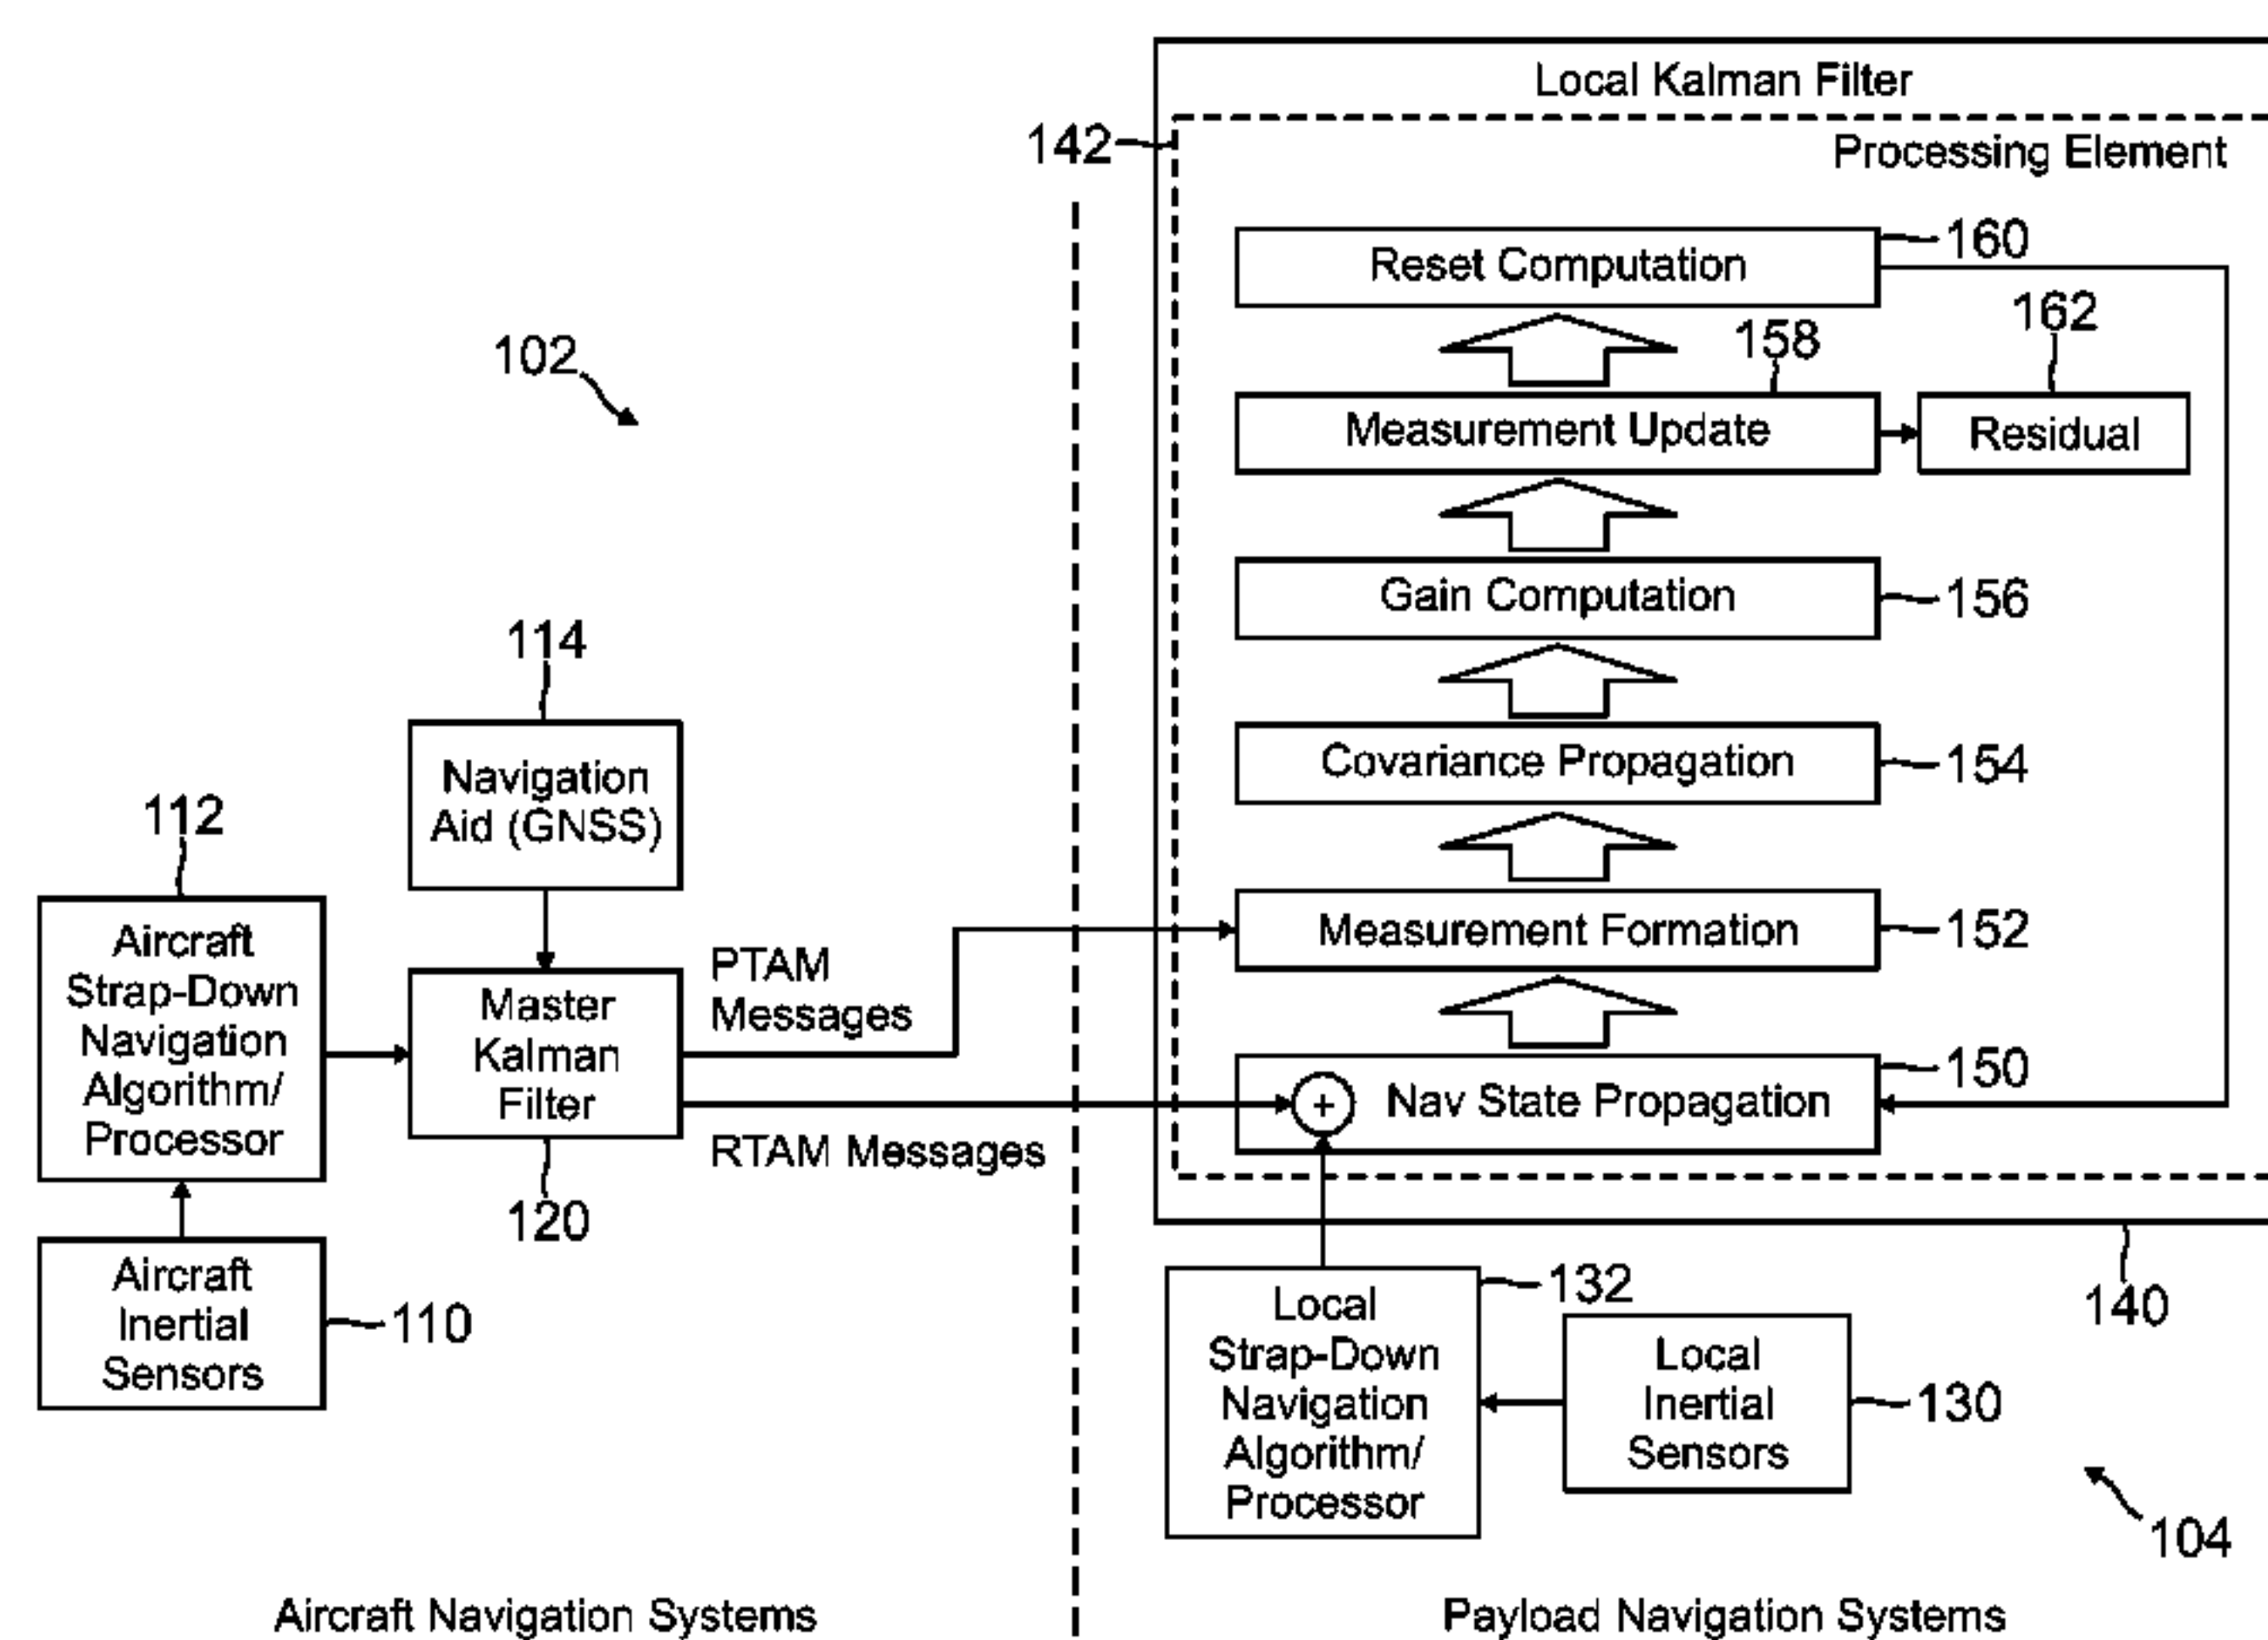 Local Kalman Filter
142
Processing Element
160
Reset Computation
162
158
102
Measurement Update
Residual
Gain Computation
156
114
Navigation
Aid (GNSS)
Covariance Propagation
154
112
Measurement Formation
152
Aircraft
Strap-Down
Navigation
Algorithm/
Processor
PTAM
Messages
Master
Kalman
Filter
150
Nav State Propagation
+
RTAM Messages
120
Aircraft
Inertial
Sensors
110
132
140
Local
Strap-Down
Navigation
Algorithm/
Processor
Local
Inertial
Sensors
130
104
Aircraft Navigation Systems
Payload Navigation Systems